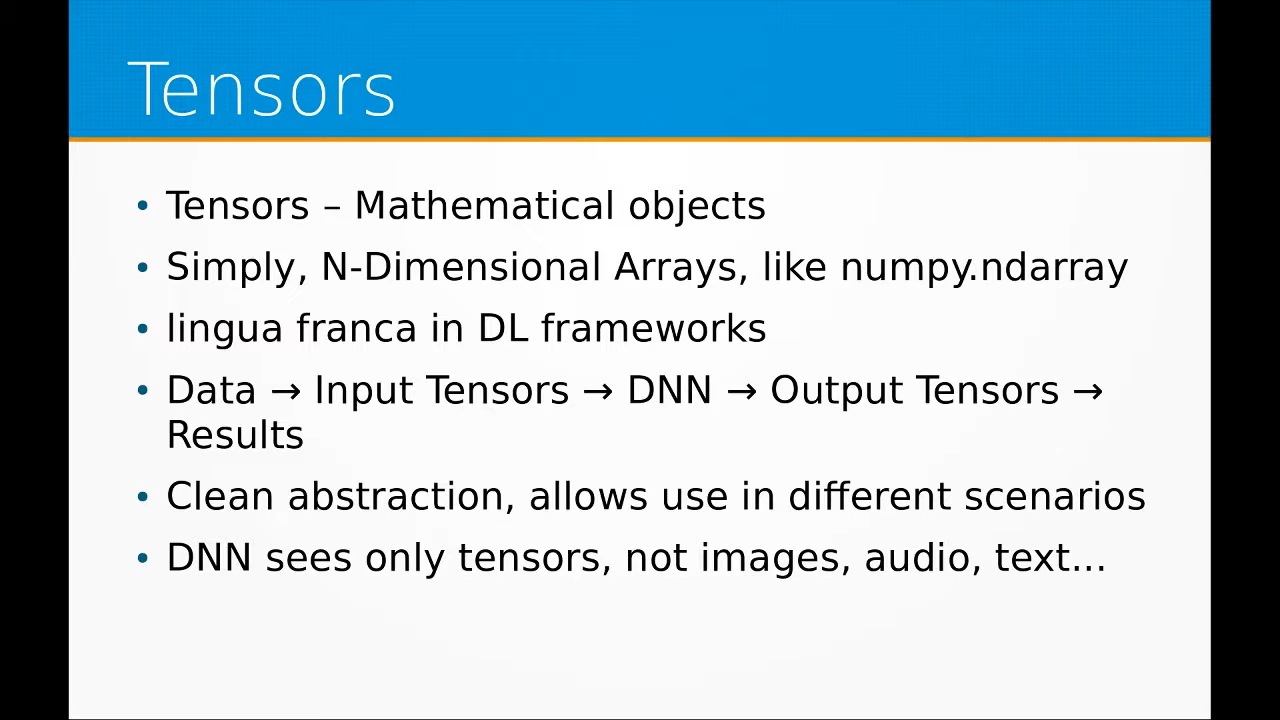 Tensors
• Tensors – Mathematical objects
• Simply, N-Dimensional Arrays, like numpy.ndarray
• lingua franca in DL frameworks
• Data → Input Tensors → DNN → Output Tensors →
Results
• Clean abstraction, allows use in different scenarios
• DNN sees only tensors, not images, audio, text...